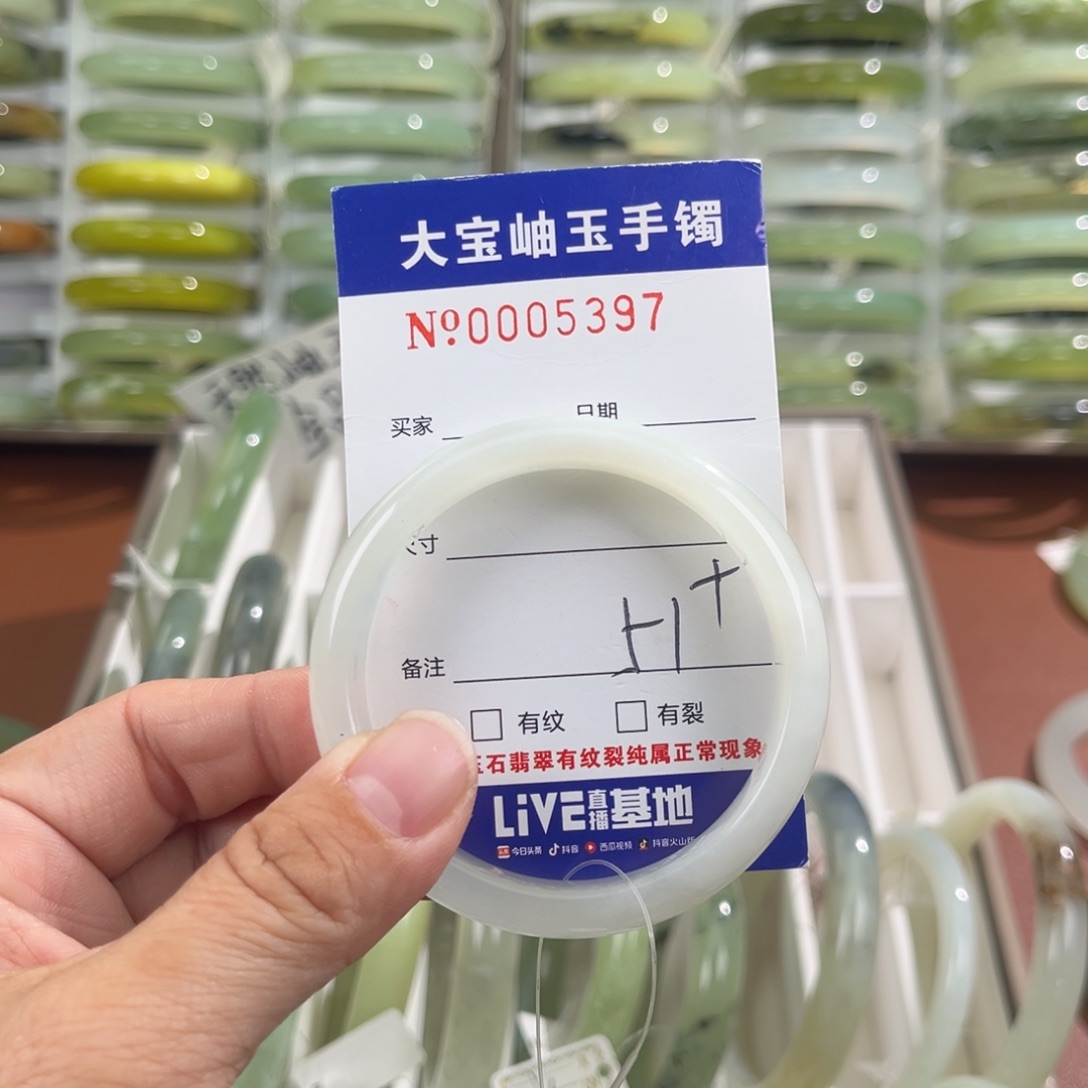 大宝岫玉手镯
No.0005397
买家 日期
寸
51+
备注
有纹 有裂
玉石翡翠有纹裂纯属正常现象
LiVE直播基地
今日头条 抖音 西瓜视频 抖音火山版